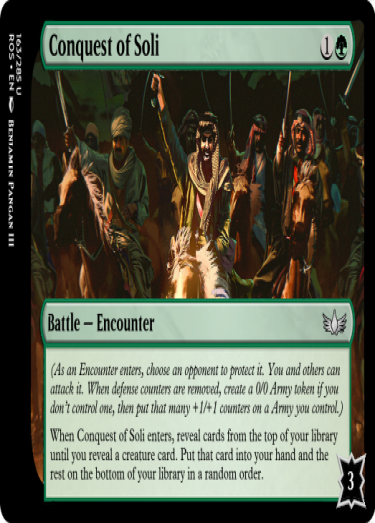 Conquest of Soli
1
Battle – Encounter
(As an Encounter enters, choose an opponent to protect it. You and others can
attack it. When defense counters are removed, create a 0/0 Army token if you
don't control one, then put that many +1/+1 counters on a Army you control.)
When Conquest of Soli enters, reveal cards from the top of your library
until you reveal a creature card. Put that card into your hand and the
rest on the bottom of your library in a random order.
3
163/285 U
ROS • EN Benjamin Pangan III